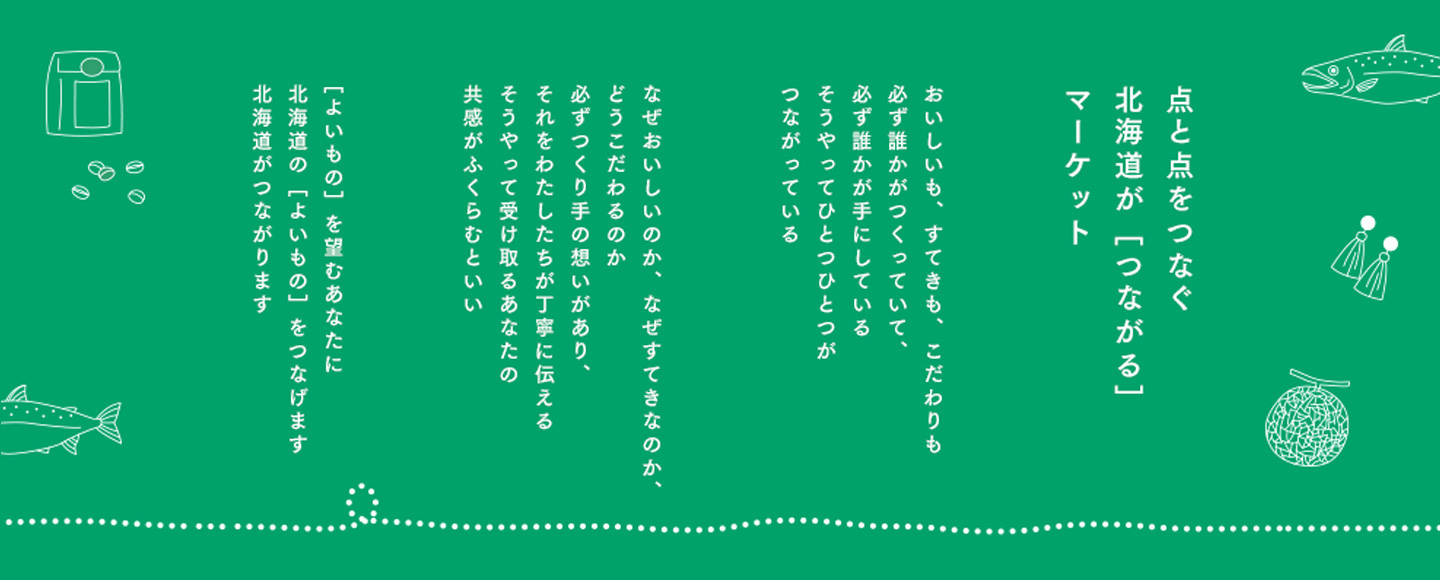 点と点をつなぐ
北海道が［つながる］
マーケット
おいしいも、すてきも、こだわりも
必ず誰かがつくっていて、
必ず誰かが手にしている
そうやってひとつひとつが
つながっている
なぜおいしいのか、なぜすてきなのか、
どうこだわるのか
必ずつくり手の想いがあり、
それをわたしたちが丁寧に伝える
そうやって受け取るあなたの
共感がふくらむといい
［よいもの］を望むあなたに
北海道の［よいもの］をつなげます
北海道がつながります